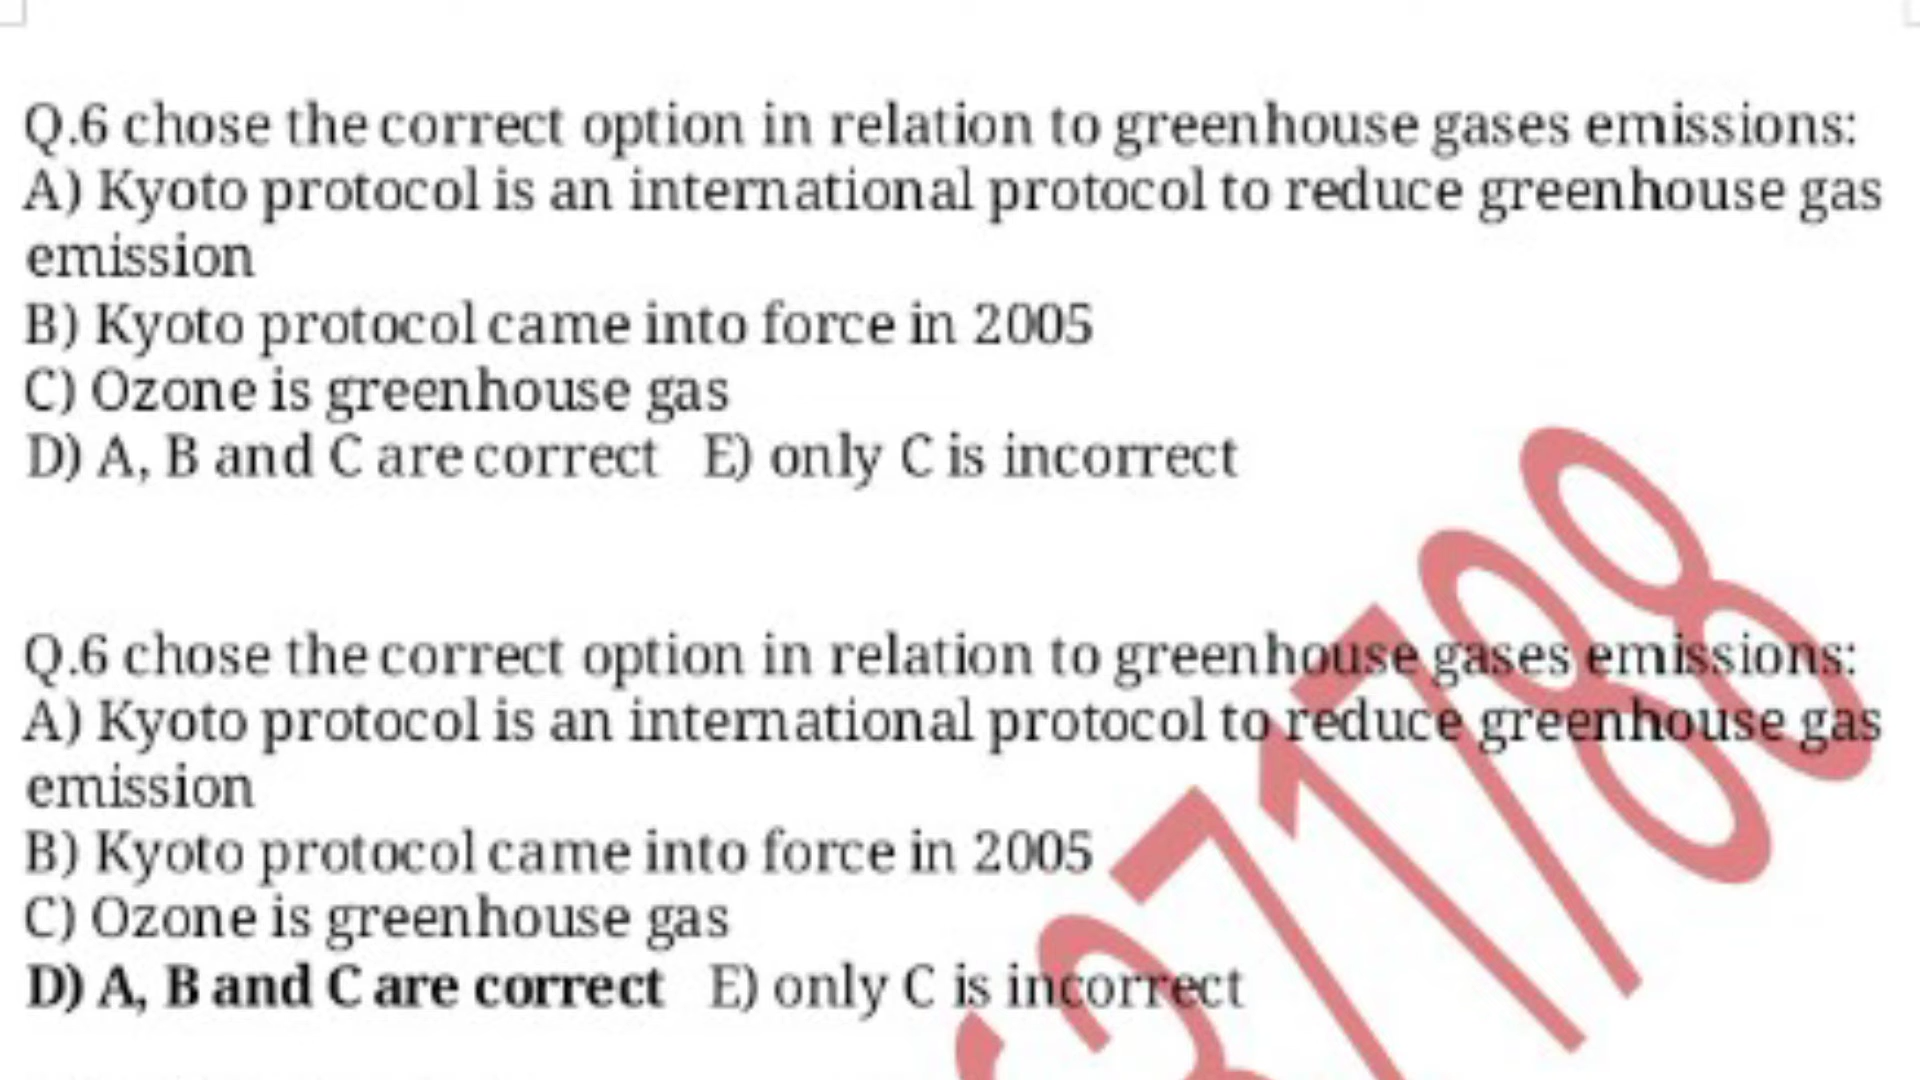 Q.6 chose the correct option in relation to greenhouse gases emissions:
A) Kyoto protocol is an international protocol to reduce greenhouse gas
emission
B) Kyoto protocol came into force in 2005
C) Ozone is greenhouse gas
D) A, B and C are correct E) only C is incorrect
Q.6 chose the correct option in relation to greenhouse gases emissions:
A) Kyoto protocol is an international protocol to reduce greenhouse gas
emission
B) Kyoto protocol came into force in 2005
C) Ozone is greenhouse gas
D) A, B and C are correct E) only C is incorrect